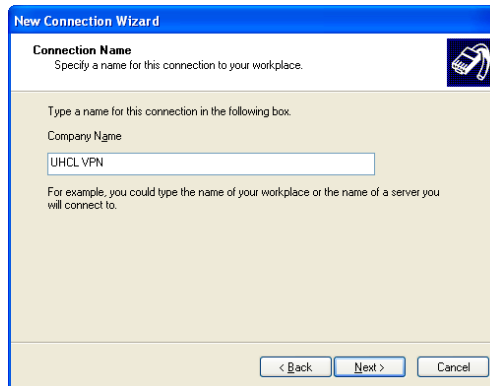 New Connection Wizard
Connection Name
Specify a name for this connection to your workplace.
Type a name for this connection in the following box.
Company Name
UHCL VPN
For example, you could type the name of your workplace or the name of a server you
will connect to.
< Back
Next >
Cancel